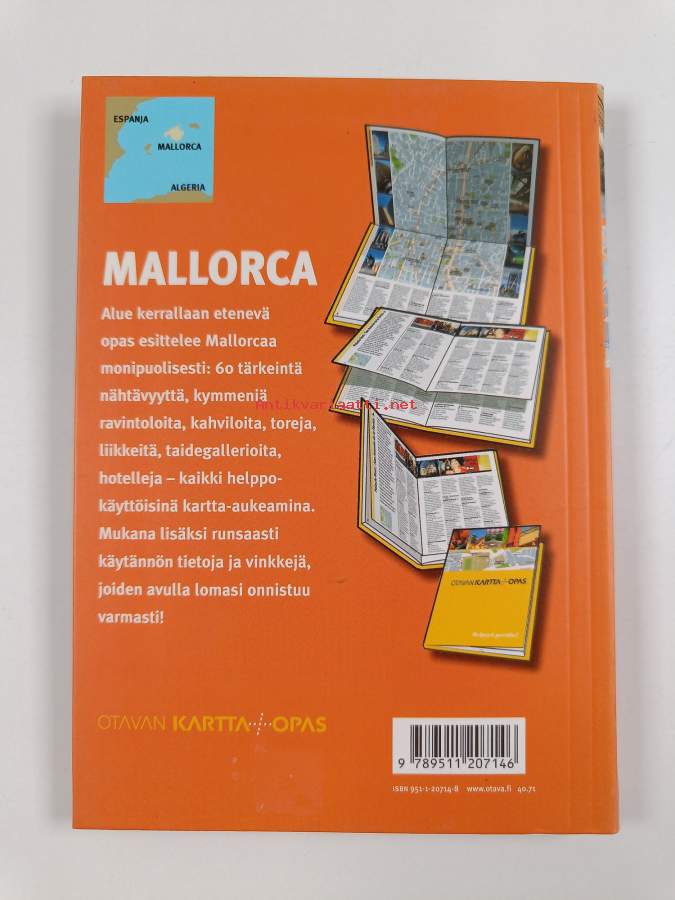 ESPANJA
MALLORCA
ALGERIA
MALLORCA
Alue kerrallaan etenevä
opas esittelee Mallorcaa
monipuolisesti: 60 tärkeintä
nähtävyyttä, kymmeniä
ravintoloita, kahviloita, toreja,
liikkeitä, taidegallerioita,
hotelleja – kaikki helppo-
käyttöisinä kartta-aukeamina.
Mukana lisäksi runsaasti
käytännön tietoja ja vinkkejä,
joiden avulla lomasi onnistuu
varmasti!
Antikvariaatti.net
OTAVAN KARTTA+OPAS
OTAVAN KARTTA+OPAS
9 789511 207146
ISBN 951-1-20714-8 www.otava.fi 40.71